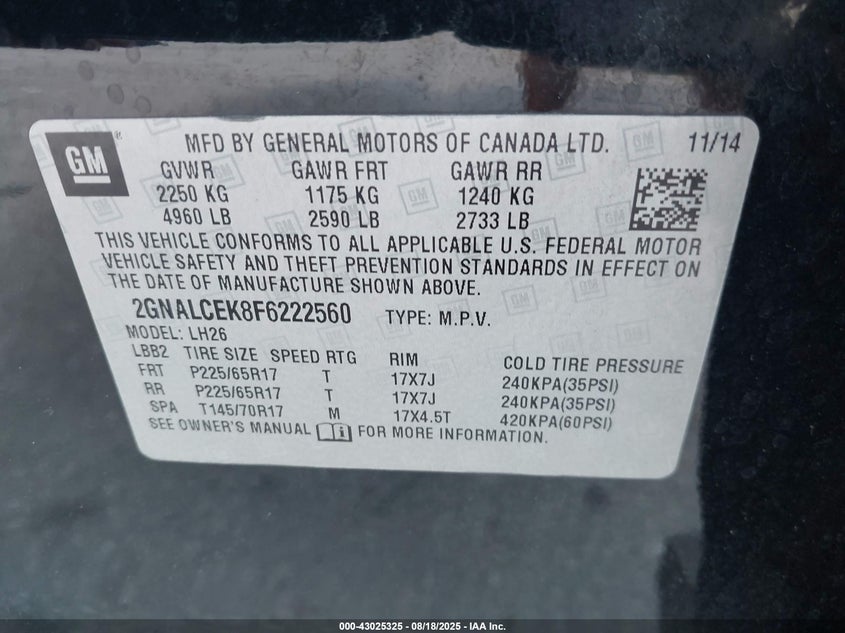 GM ® MFD BY GENERAL MOTORS OF CANADA LTD. 11/14
GVWR GAWR FRT GAWR RR
2250 KG 1175 KG 1240 KG
4960 LB 2590 LB 2733 LB
THIS VEHICLE CONFORMS TO ALL APPLICABLE U.S. FEDERAL MOTOR
VEHICLE SAFETY AND THEFT PREVENTION STANDARDS IN EFFECT ON
THE DATE OF MANUFACTURE SHOWN ABOVE.
2GNALCEK8F6222560 TYPE: M.P.V.
MODEL: LH26
LBB2 TIRE SIZE SPEED RTG RIM COLD TIRE PRESSURE
FRT P225/65R17 T 17X7J 240KPA(35PSI)
RR P225/65R17 T 17X7J 240KPA(35PSI)
SPA T145/70R17 M 17X4.5T 420KPA(60PSI)
SEE OWNER'S MANUAL FOR MORE INFORMATION.
000-43025325 - 08/18/2025 - IAA Inc.